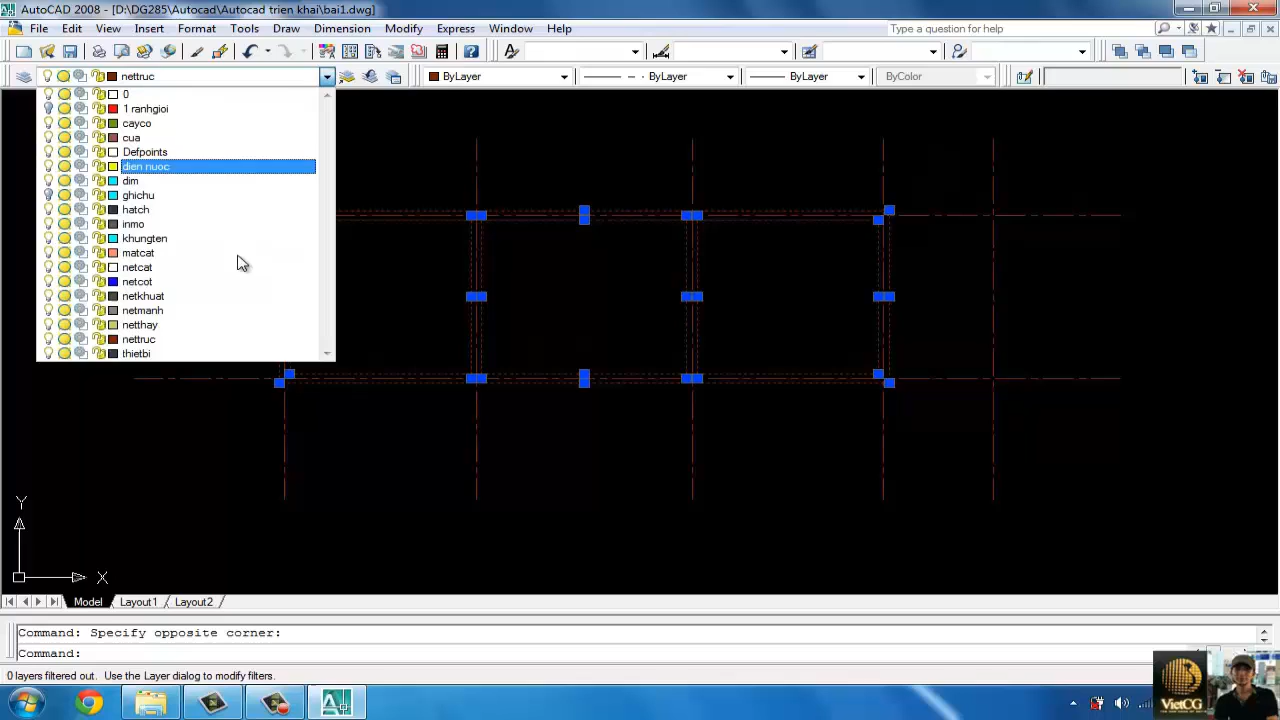 AutoCAD 2008 - [D:\DG285\Autocad\Autocad trien khai\bai1.dwg]
File Edit View Insert Format Tools Draw Dimension Modify Express Window Help Type a question for help
nettruc ByLayer ByLayer ByLayer ByColor
0
1 ranhgioi
cayco
cua
Defpoints
dien nuoc
dim
ghichu
hatch
inmo
khungten
matcat
netcat
netcot
netkhuat
netmanh
netthay
nettruc
thietbi
Y
X
Model Layout1 Layout2
Command: Specify opposite corner:
Command:
0 layers filtered out. Use the Layer dialog to modify filters.
VietCG